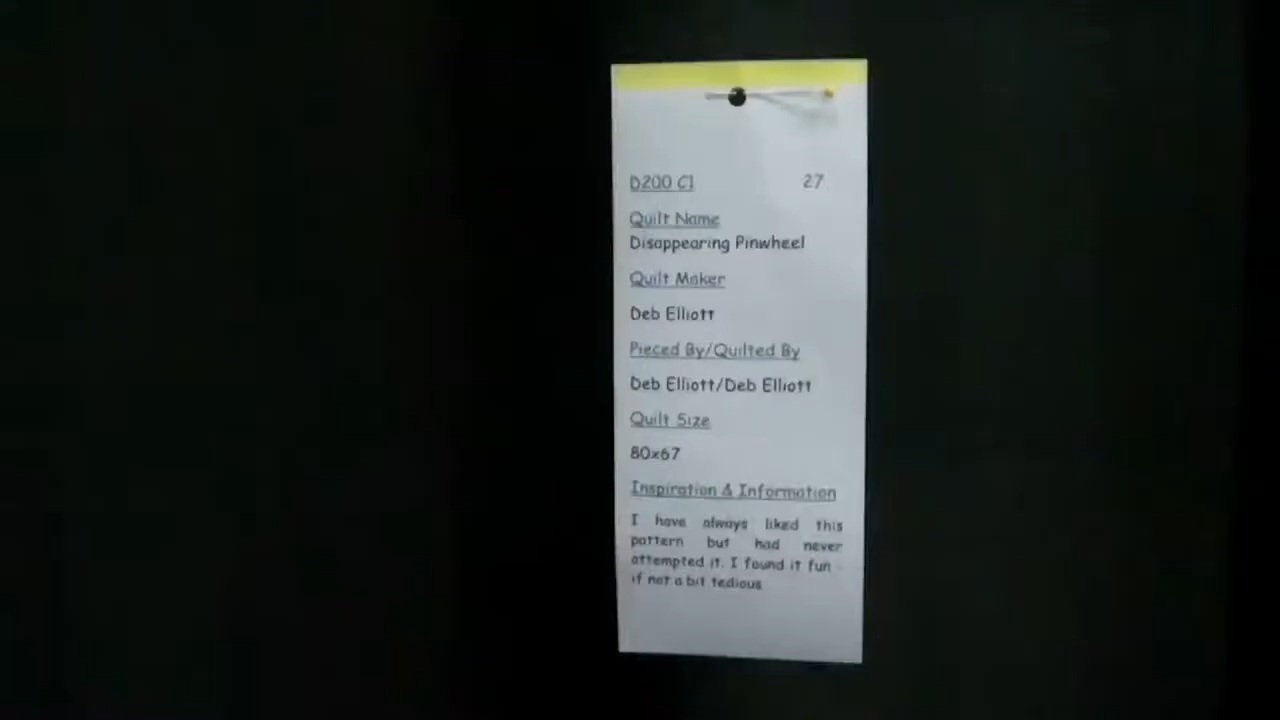 D200 C1 27
Quilt Name
Disappearing Pinwheel
Quilt Maker
Deb Elliott
Pieced By/Quilted By
Deb Elliott/Deb Elliott
Quilt Size
80x67
Inspiration & Information
I have always liked this
pattern but had never
attempted it. I found it fun
if not a bit tedious